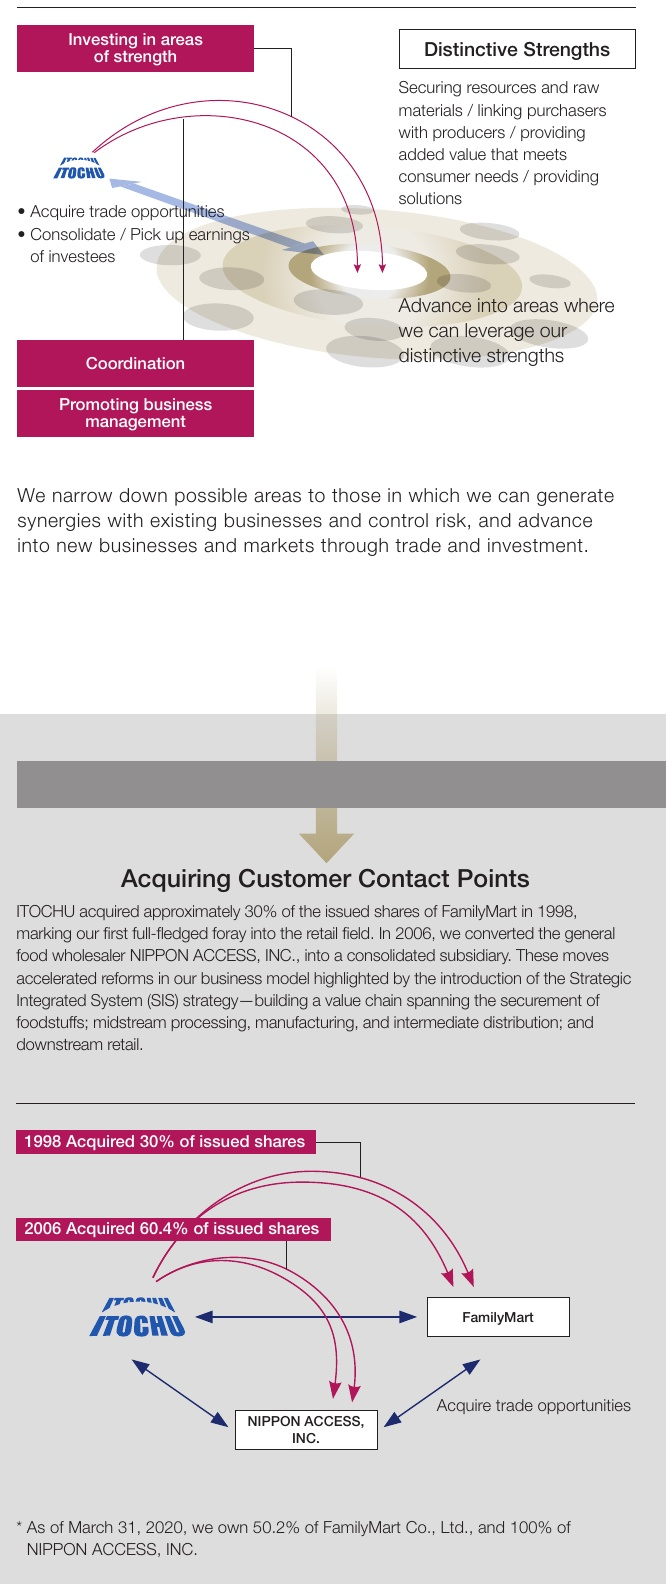 Investing in areas
of strength
Distinctive Strengths
Securing resources and raw
materials / linking purchasers
with producers / providing
added value that meets
consumer needs / providing
solutions
ITOCHU
• Acquire trade opportunities
• Consolidate / Pick up earnings
of investees
Advance into areas where
we can leverage our
distinctive strengths
Coordination
Promoting business
management
We narrow down possible areas to those in which we can generate
synergies with existing businesses and control risk, and advance
into new businesses and markets through trade and investment.
Acquiring Customer Contact Points
ITOCHU acquired approximately 30% of the issued shares of FamilyMart in 1998,
marking our first full-fledged foray into the retail field. In 2006, we converted the general
food wholesaler NIPPON ACCESS, INC., into a consolidated subsidiary. These moves
accelerated reforms in our business model highlighted by the introduction of the Strategic
Integrated System (SIS) strategy—building a value chain spanning the securement of
foodstuffs; midstream processing, manufacturing, and intermediate distribution; and
downstream retail.
1998 Acquired 30% of issued shares
2006 Acquired 60.4% of issued shares
ITOCHU
FamilyMart
Acquire trade opportunities
NIPPON ACCESS,
INC.
* As of March 31, 2020, we own 50.2% of FamilyMart Co., Ltd., and 100% of
NIPPON ACCESS, INC.